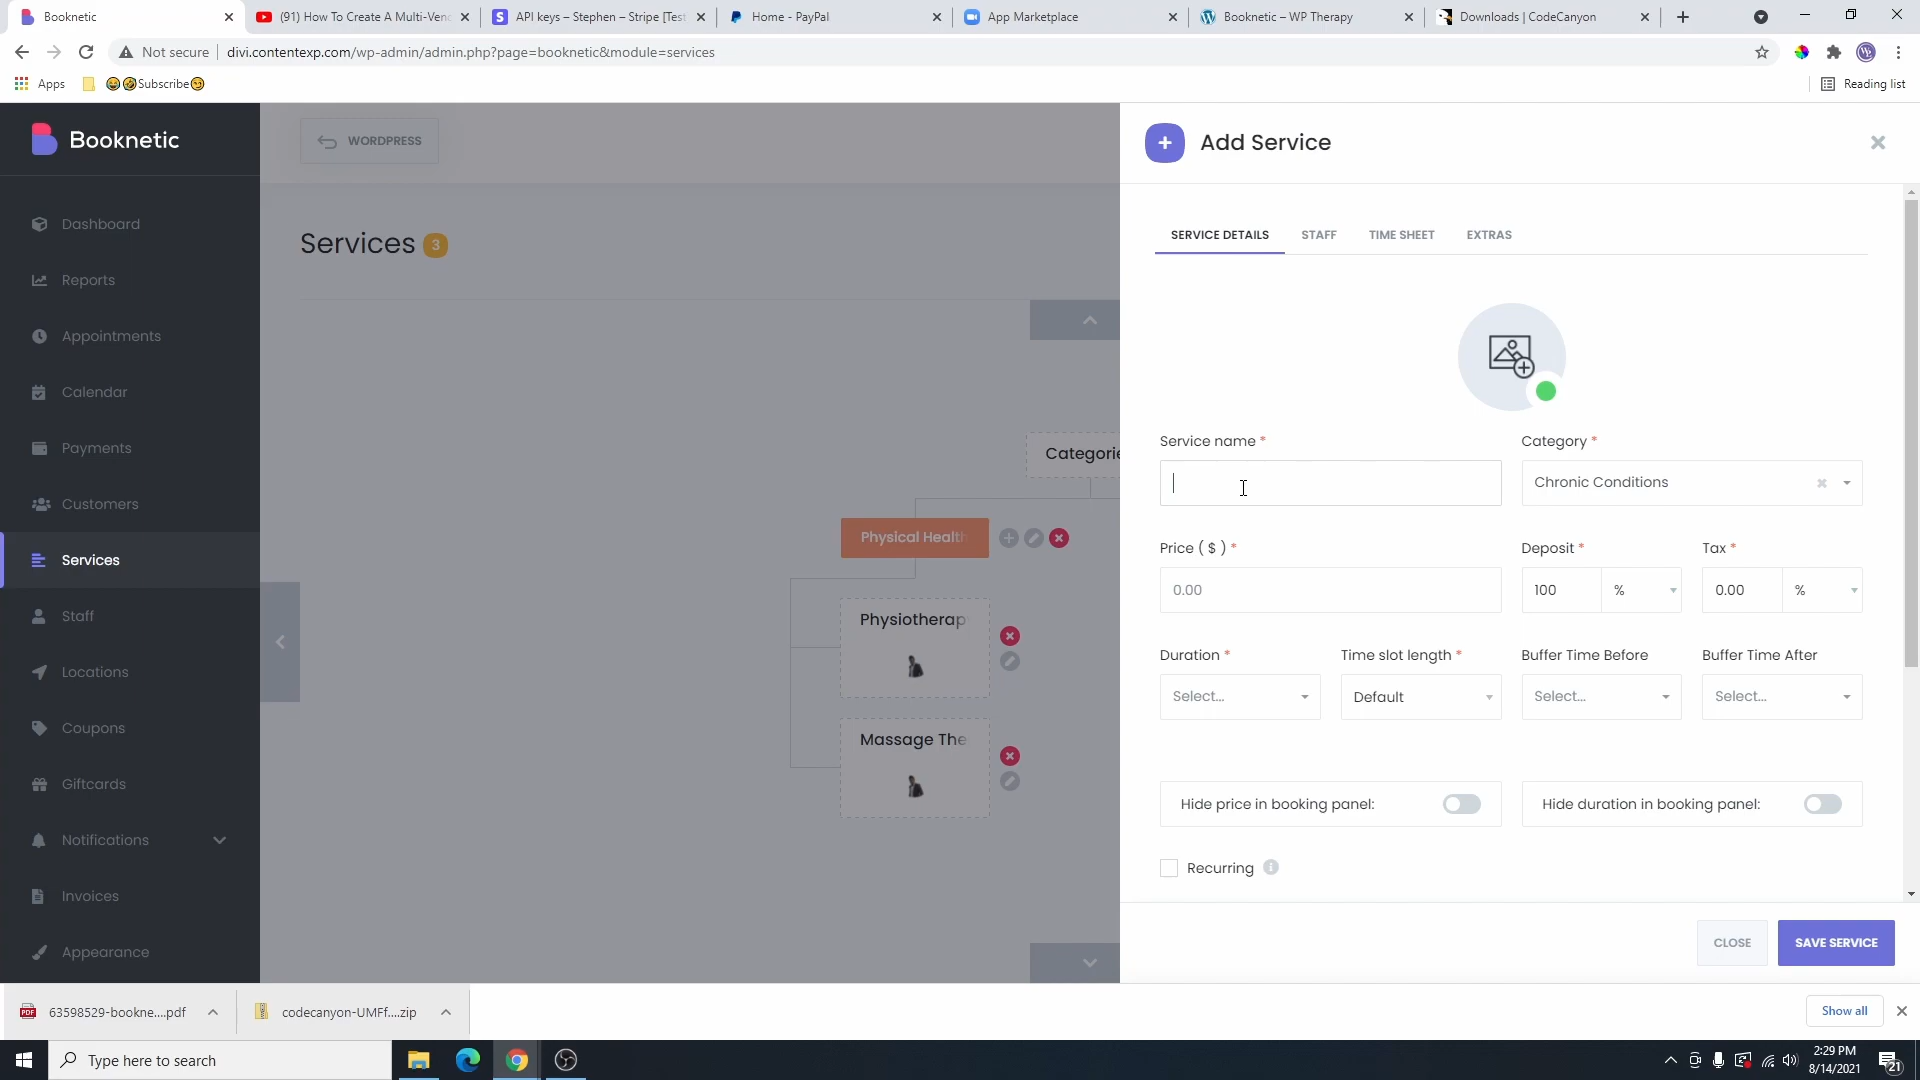 Booknetic
(91) How To Create A Multi-Venc
API keys – Stephen – Stripe [Test
Home - PayPal
App Marketplace
Booknetic – WP Therapy
Downloads | CodeCanyon
Not secure
divi.contentexp.com/wp-admin/admin.php?page=booknetic&module=services
Apps
😂🤣Subscribe😏
Reading list
Booknetic
WORDPRESS
Add Service
Dashboard
Reports
Appointments
Calendar
Payments
Customers
Services
Staff
Locations
Coupons
Giftcards
Notifications
Invoices
Appearance
Services 3
Categorie
Physical Health
Physiotherap
Massage The
SERVICE DETAILS
STAFF
TIME SHEET
EXTRAS
Service name *
Category *
Chronic Conditions
Price ( $ ) *
Deposit *
Tax *
0.00
100
%
0.00
%
Duration *
Time slot length *
Buffer Time Before
Buffer Time After
Select...
Default
Select...
Select...
Hide price in booking panel:
Hide duration in booking panel:
Recurring
CLOSE
SAVE SERVICE
63598529-bookne....pdf
codecanyon-UMFf....zip
Show all
Type here to search
2:29 PM
8/14/2021
21